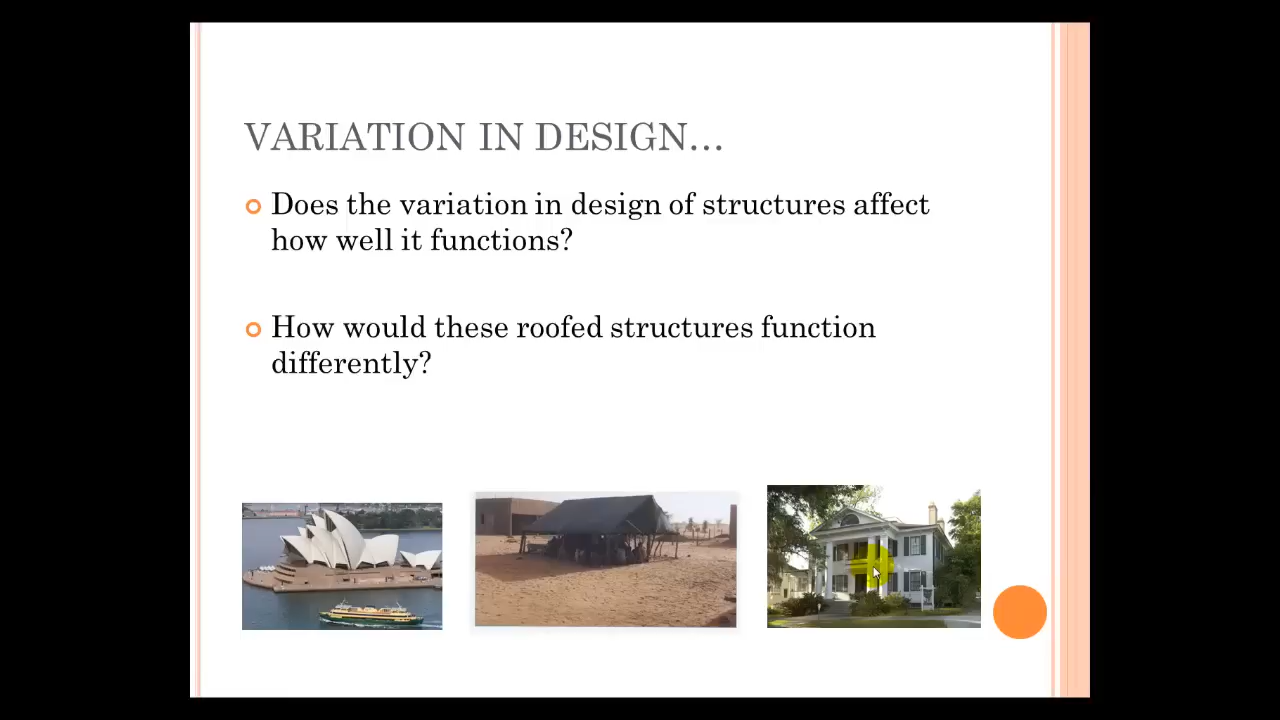 VARIATION IN DESIGN...
Does the variation in design of structures affect
how well it functions?
How would these roofed structures function
differently?